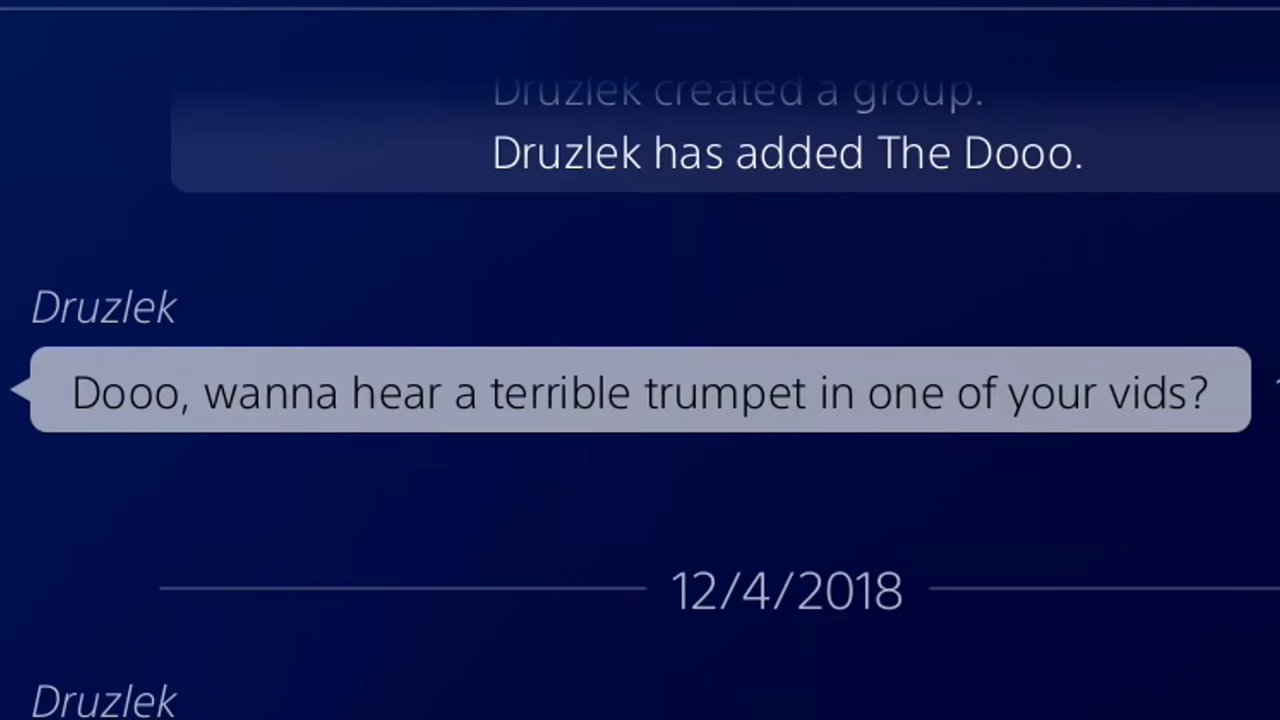 Druzlek created a group.
Druzlek has added The Dooo.
Druzlek
Dooo, wanna hear a terrible trumpet in one of your vids?
12/4/2018
Druzlek